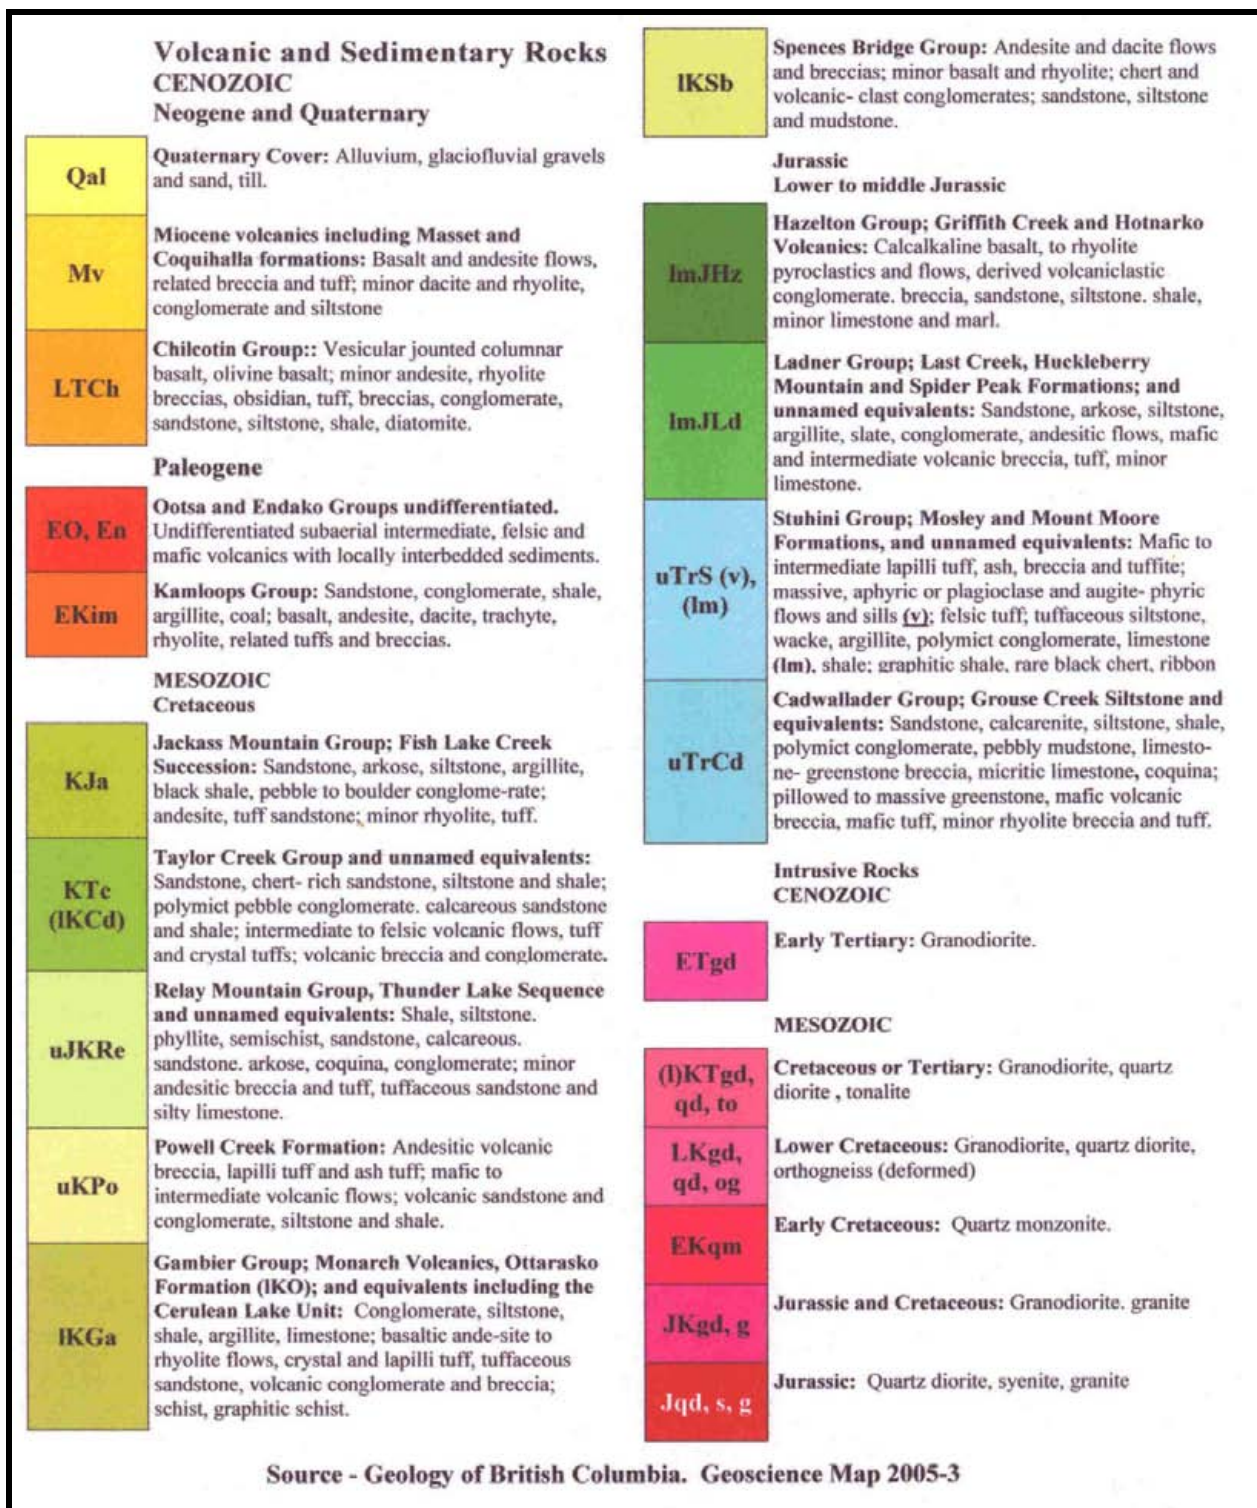 Volcanic and Sedimentary Rocks
CENOZOIC
Neogene and Quaternary
Qal
Quaternary Cover: Alluvium, glaciofluvial gravels
and sand, till.
Mv
Miocene volcanics including Masset and
Coquihalla formations: Basalt and andesite flows,
related breccia and tuff; minor dacite and rhyolite,
conglomerate and siltstone
LTCh
Chilcotin Group:: Vesicular jounted columnar
basalt, olivine basalt; minor andesite, rhyolite
breccias, obsidian, tuff, breccias, conglomerate,
sandstone, siltstone, shale, diatomite.
Paleogene
EO, En
Ootsa and Endako Groups undifferentiated.
Undifferentiated subaerial intermediate, felsic and
mafic volcanics with locally interbedded sediments.
EKim
Kamloops Group: Sandstone, conglomerate, shale,
argillite, coal; basalt, andesite, dacite, trachyte,
rhyolite, related tuffs and breccias.
MESOZOIC
Cretaceous
KJa
Jackass Mountain Group; Fish Lake Creek
Succession: Sandstone, arkose, siltstone, argillite,
black shale, pebble to boulder conglome-rate;
andesite, tuff sandstone; minor rhyolite, tuff.
KTc
(lKCd)
Taylor Creek Group and unnamed equivalents:
Sandstone, chert- rich sandstone, siltstone and shale;
polymict pebble conglomerate. calcareous sandstone
and shale; intermediate to felsic volcanic flows, tuff
and crystal tuffs; volcanic breccia and conglomerate.
uJKRe
Relay Mountain Group, Thunder Lake Sequence
and unnamed equivalents: Shale, siltstone.
phyllite, semischist, sandstone, calcareous.
sandstone. arkose, coquina, conglomerate; minor
andesitic breccia and tuff, tuffaceous sandstone and
silty limestone.
uKPo
Powell Creek Formation: Andesitic volcanic
breccia, lapilli tuff and ash tuff; mafic to
intermediate volcanic flows; volcanic sandstone and
conglomerate, siltstone and shale.
lKGa
Gambier Group; Monarch Volcanics, Ottarasko
Formation (lKO); and equivalents including the
Cerulean Lake Unit: Conglomerate, siltstone,
shale, argillite, limestone; basaltic ande-site to
rhyolite flows, crystal and lapilli tuff, tuffaceous
sandstone, volcanic conglomerate and breccia;
schist, graphitic schist.
lKSb
Spences Bridge Group: Andesite and dacite flows
and breccias; minor basalt and rhyolite; chert and
volcanic- clast conglomerates; sandstone, siltstone
and mudstone.
Jurassic
Lower to middle Jurassic
lmJHz
Hazelton Group; Griffith Creek and Hotnarko
Volcanics: Calcalkaline basalt, to rhyolite
pyroclastics and flows, derived volcaniclastic
conglomerate. breccia, sandstone, siltstone. shale,
minor limestone and marl.
lmJLd
Ladner Group; Last Creek, Huckleberry
Mountain and Spider Peak Formations; and
unnamed equivalents: Sandstone, arkose, siltstone,
argillite, slate, conglomerate, andesitic flows, mafic
and intermediate volcanic breccia, tuff, minor
limestone.
uTrS (v),
(lm)
Stuhini Group; Mosley and Mount Moore
Formations, and unnamed equivalents: Mafic to
intermediate lapilli tuff, ash, breccia and tuffite;
massive, aphyric or plagioclase and augite- phyric
flows and sills (v); felsic tuff; tuffaceous siltstone,
wacke, argillite, polymict conglomerate, limestone
(lm), shale; graphitic shale, rare black chert, ribbon
uTrCd
Cadwallader Group; Grouse Creek Siltstone and
equivalents: Sandstone, calcarenite, siltstone, shale,
polymict conglomerate, pebbly mudstone, limesto-
ne- greenstone breccia, micritic limestone, coquina;
pillowed to massive greenstone, mafic volcanic
breccia, mafic tuff, minor rhyolite breccia and tuff.
Intrusive Rocks
CENOZOIC
ETgd
Early Tertiary: Granodiorite.
MESOZOIC
(l)KTgd,
qd, to
Cretaceous or Tertiary: Granodiorite, quartz
diorite , tonalite
LKgd,
qd, og
Lower Cretaceous: Granodiorite, quartz diorite,
orthogneiss (deformed)
EKqm
Early Cretaceous: Quartz monzonite.
JKgd, g
Jurassic and Cretaceous: Granodiorite. granite
Jqd, s, g
Jurassic: Quartz diorite, syenite, granite
Source - Geology of British Columbia. Geoscience Map 2005-3